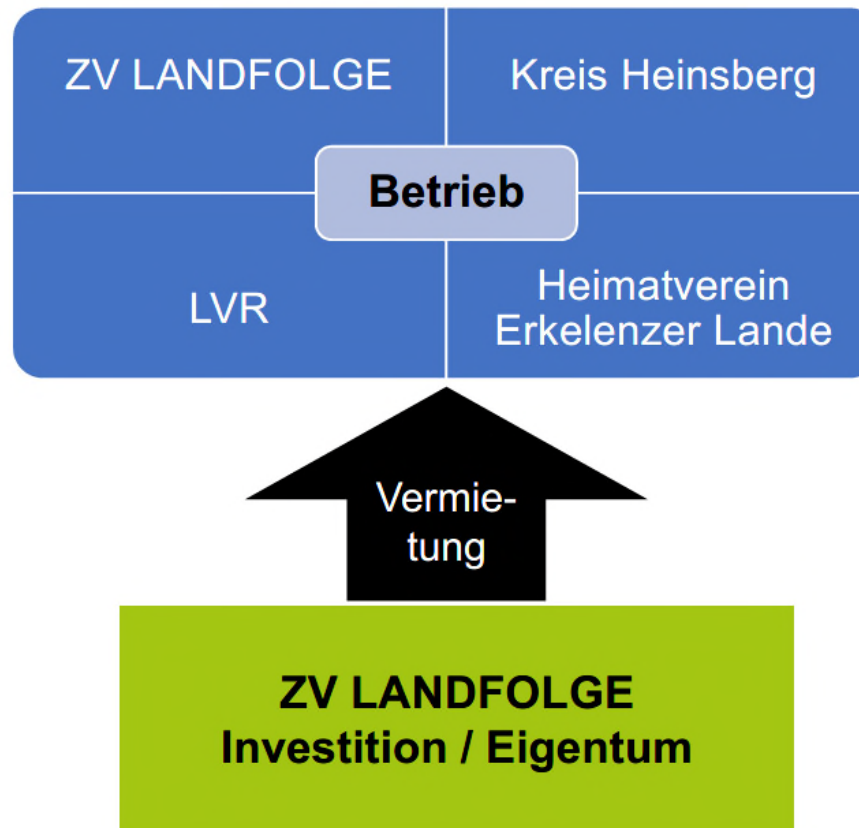 ZV LANDFOLGE
Kreis Heinsberg
Betrieb
LVR
Heimatverein
Erkelenzer Lande
Vermie-
tung
ZV LANDFOLGE
Investition / Eigentum